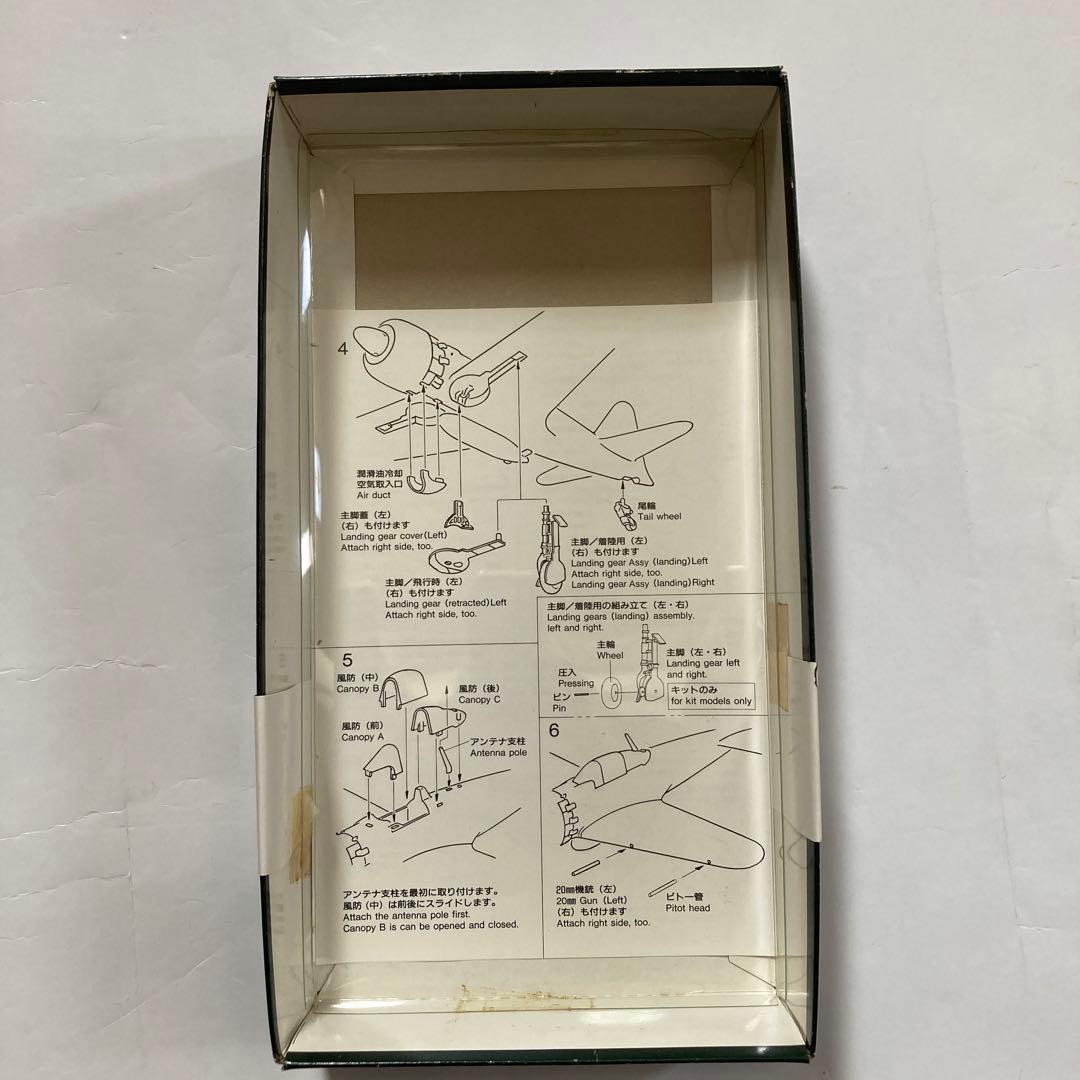 4
潤滑油冷却
空気取入口
Air duct
主脚蓋（左）
（右）も付けます
Landing gear cover(Left)
Attach right side, too.
主脚／飛行時（左）
（右）も付けます
Landing gear (retracted)Left
Attach right side, too.
尾輪
Tail wheel
主脚／着陸用（左）
（右）も付けます
Landing gear Assy (landing)Left
Attach right side, too.
Landing gear Assy (landing)Right
主脚／着陸用の組み立て（左・右）
Landing gears (landing) assembly.
left and right.
主輪
Wheel
圧入
Pressing
ピン
Pin
主脚（左・右）
Landing gear left
and right.
キットのみ
for kit models only
5
風防（中）
Canopy B
風防（後）
Canopy C
風防（前）
Canopy A
アンテナ支柱
Antenna pole
アンテナ支柱を最初に取り付けます。
風防（中）は前後にスライドします。
Attach the antenna pole first.
Canopy B is can be opened and closed.
6
20㎜機銃（左）
20㎜ Gun (Left)
（右）も付けます
Attach right side, too.
ピトー管
Pitot head